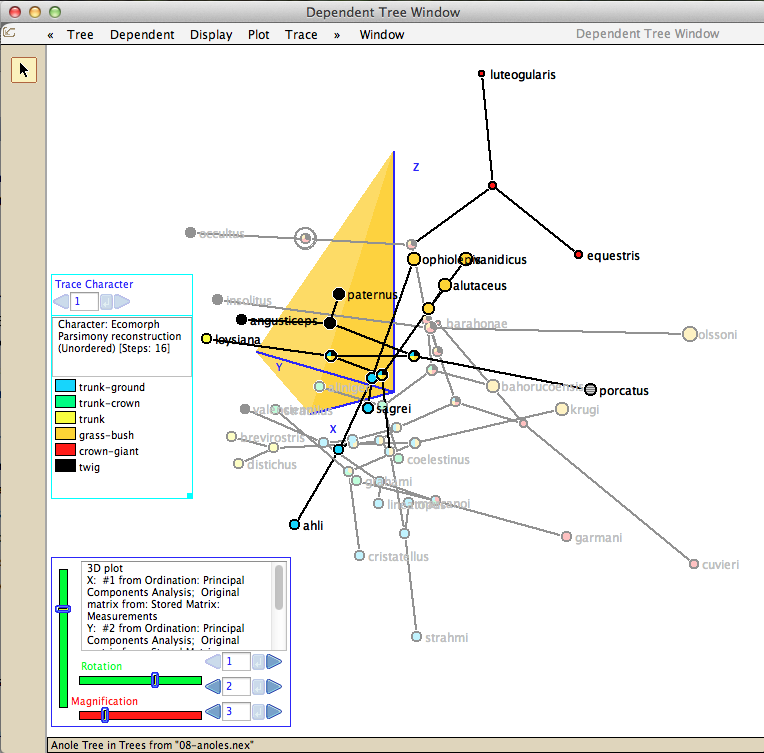 Dependent Tree Window
« Tree Dependent Display Plot Trace » Window Dependent Tree Window
luteogularis
Z
occultus
equestris
ophiolepis
vanidicus
alutaceus
Trace Character
paternus
1
insolitus
angusticeps
barahonae
Character: Ecomorph
Parsimony reconstruction
(Unordered) [Steps: 16]
loysiana
olssoni
Y
trunk-ground
trunk-crown
trunk
grass-bush
crown-giant
twig
bahorucoensis
porcatus
sagrei
krugi
X
brevirostris
distichus
coelestinus
grahami
ahli
garmani
cristatellus
cuvieri
strahmi
3D plot
X: #1 from Ordination: Principal
Components Analysis; Original
matrix from: Stored Matrix:
Measurements
Y: #2 from Ordination: Principal
Components Analysis; Original
Rotation
1
2
Magnification
3
Anole Tree in Trees from "08-anoles.nex"